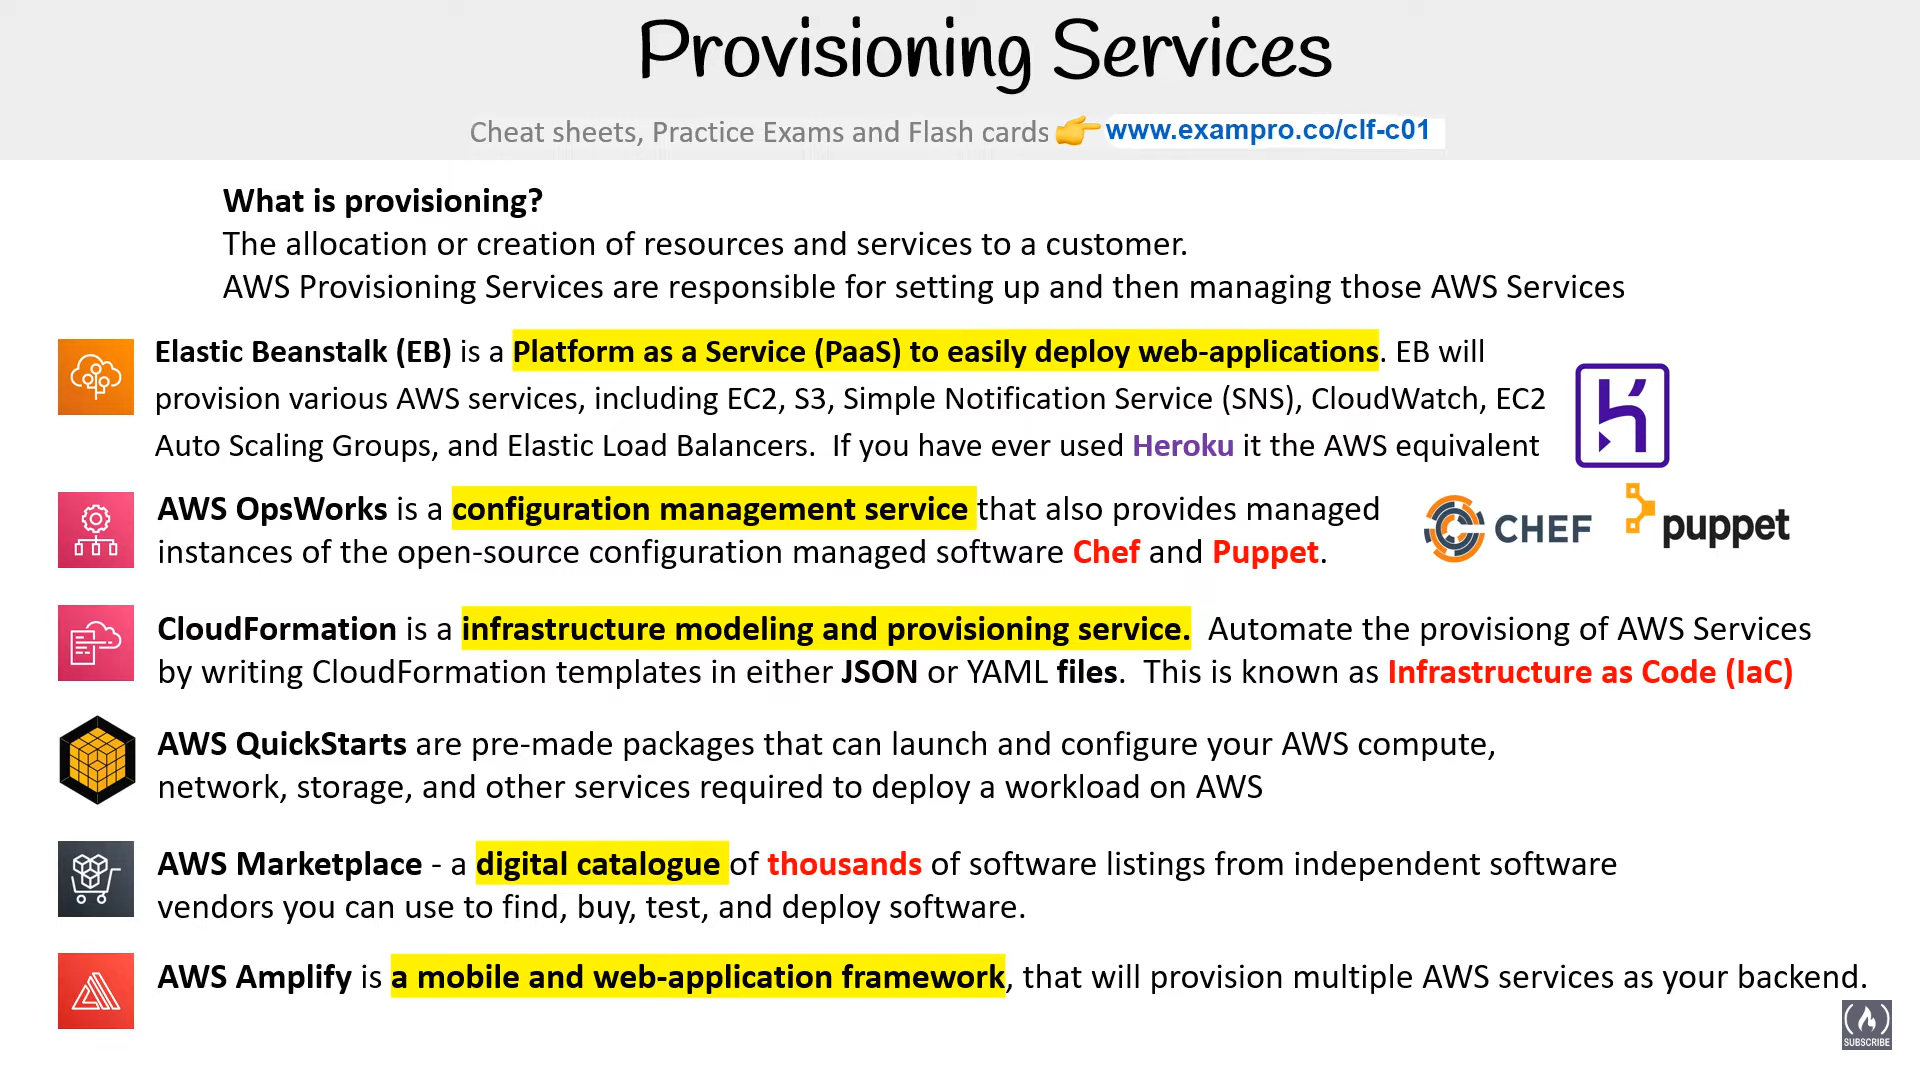 Provisioning Services
Cheat sheets, Practice Exams and Flash cards 👉 www.exampro.co/clf-c01
What is provisioning?
The allocation or creation of resources and services to a customer.
AWS Provisioning Services are responsible for setting up and then managing those AWS Services
Elastic Beanstalk (EB) is a Platform as a Service (PaaS) to easily deploy web-applications. EB will
provision various AWS services, including EC2, S3, Simple Notification Service (SNS), CloudWatch, EC2
Auto Scaling Groups, and Elastic Load Balancers.  If you have ever used Heroku it the AWS equivalent
AWS OpsWorks is a configuration management service that also provides managed
instances of the open-source configuration managed software Chef and Puppet.
CHEF
puppet
CloudFormation is a infrastructure modeling and provisioning service.  Automate the provisiong of AWS Services
by writing CloudFormation templates in either JSON or YAML files.  This is known as Infrastructure as Code (IaC)
AWS QuickStarts are pre-made packages that can launch and configure your AWS compute,
network, storage, and other services required to deploy a workload on AWS
AWS Marketplace - a digital catalogue of thousands of software listings from independent software
vendors you can use to find, buy, test, and deploy software.
AWS Amplify is a mobile and web-application framework, that will provision multiple AWS services as your backend.
SUBSCRIBE